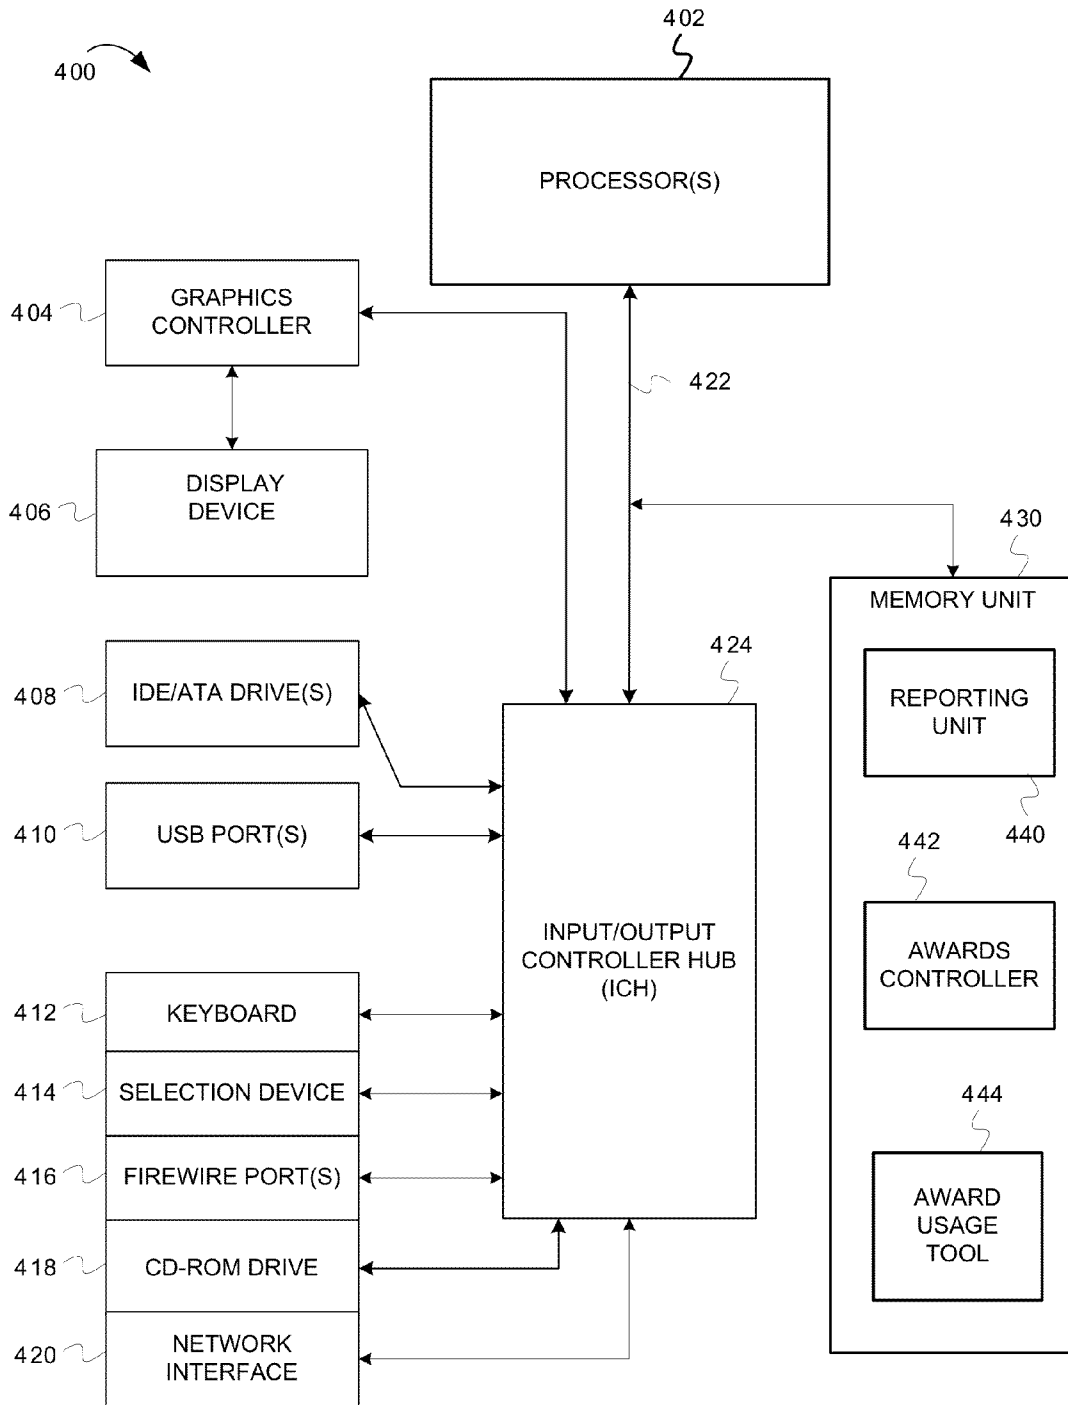 402
400
PROCESSOR(S)
404
GRAPHICS
CONTROLLER
422
406
DISPLAY
DEVICE
430
MEMORY UNIT
424
408
IDE/ATA DRIVE(S)
REPORTING
UNIT
440
410
USB PORT(S)
442
INPUT/OUTPUT
CONTROLLER HUB
(ICH)
AWARDS
CONTROLLER
412
KEYBOARD
414
SELECTION DEVICE
444
416
FIREWIRE PORT(S)
AWARD
USAGE
TOOL
418
CD-ROM DRIVE
420
NETWORK
INTERFACE